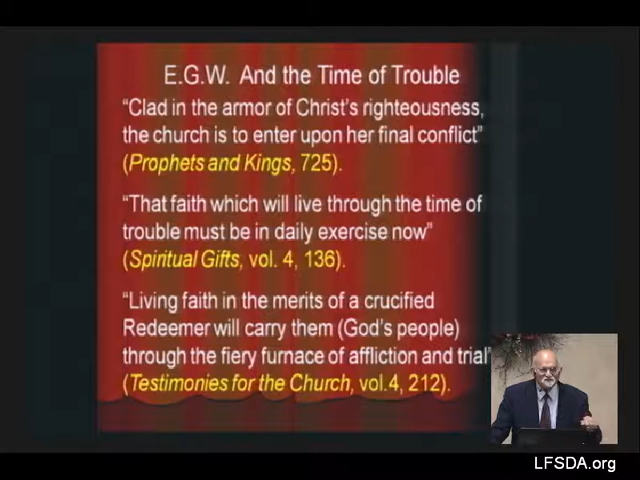 E.G.W. And the Time of Trouble
“Clad in the armor of Christ’s righteousness,
the church is to enter upon her final conflict”
(Prophets and Kings, 725).
“That faith which will live through the time of
trouble must be in daily exercise now”
(Spiritual Gifts, vol. 4, 136).
“Living faith in the merits of a crucified
Redeemer will carry them (God’s people)
through the fiery furnace of affliction and trial”
(Testimonies for the Church, vol.4, 212).
LFSDA.org